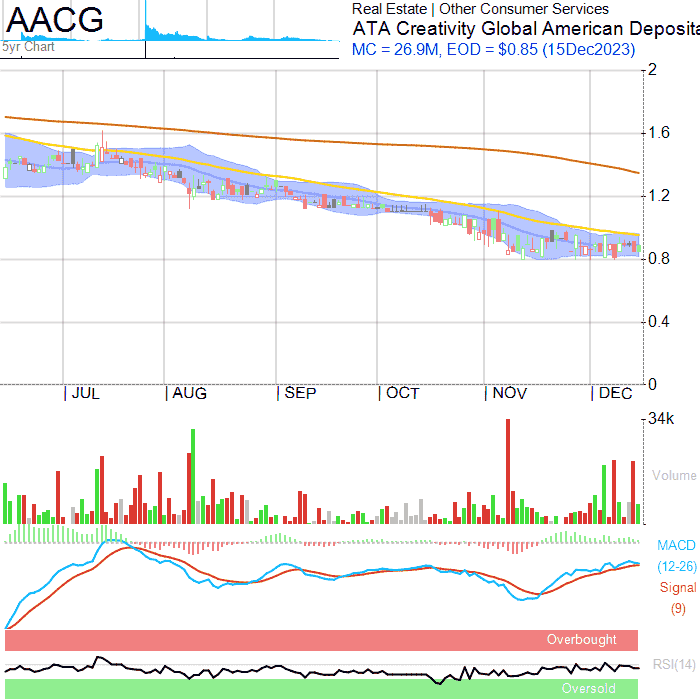 AACG
5yr Chart
Real Estate | Other Consumer Services
ATA Creativity Global American Deposita
MC = 26.9M, EOD = $0.85 (15Dec2023)
2
1.6
1.2
0.8
0.4
0
JUL AUG SEP OCT NOV DEC
34k
Volume
MACD
(12-26)
Signal
(9)
Overbought
RSI(14)
Oversold